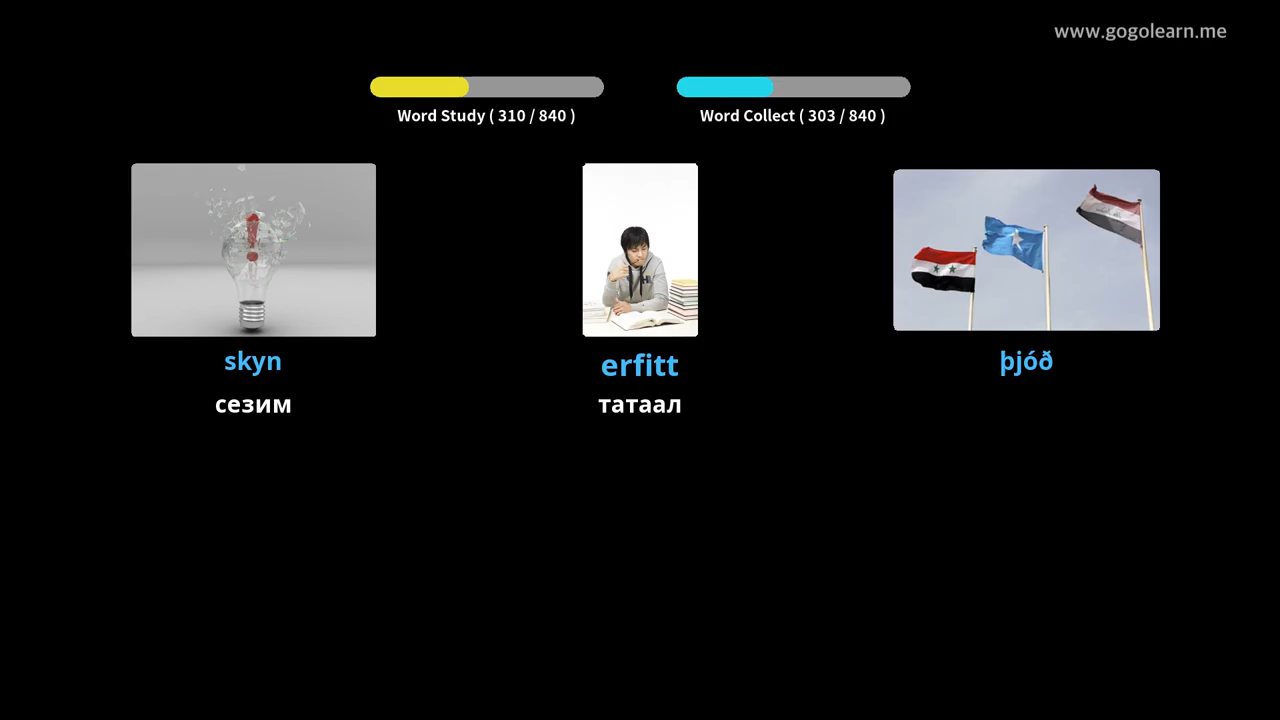 www.gogolearn.me
Word Study ( 310 / 840 )
Word Collect ( 303 / 840 )
skyn
erfitt
þjóð
сезим
татаал